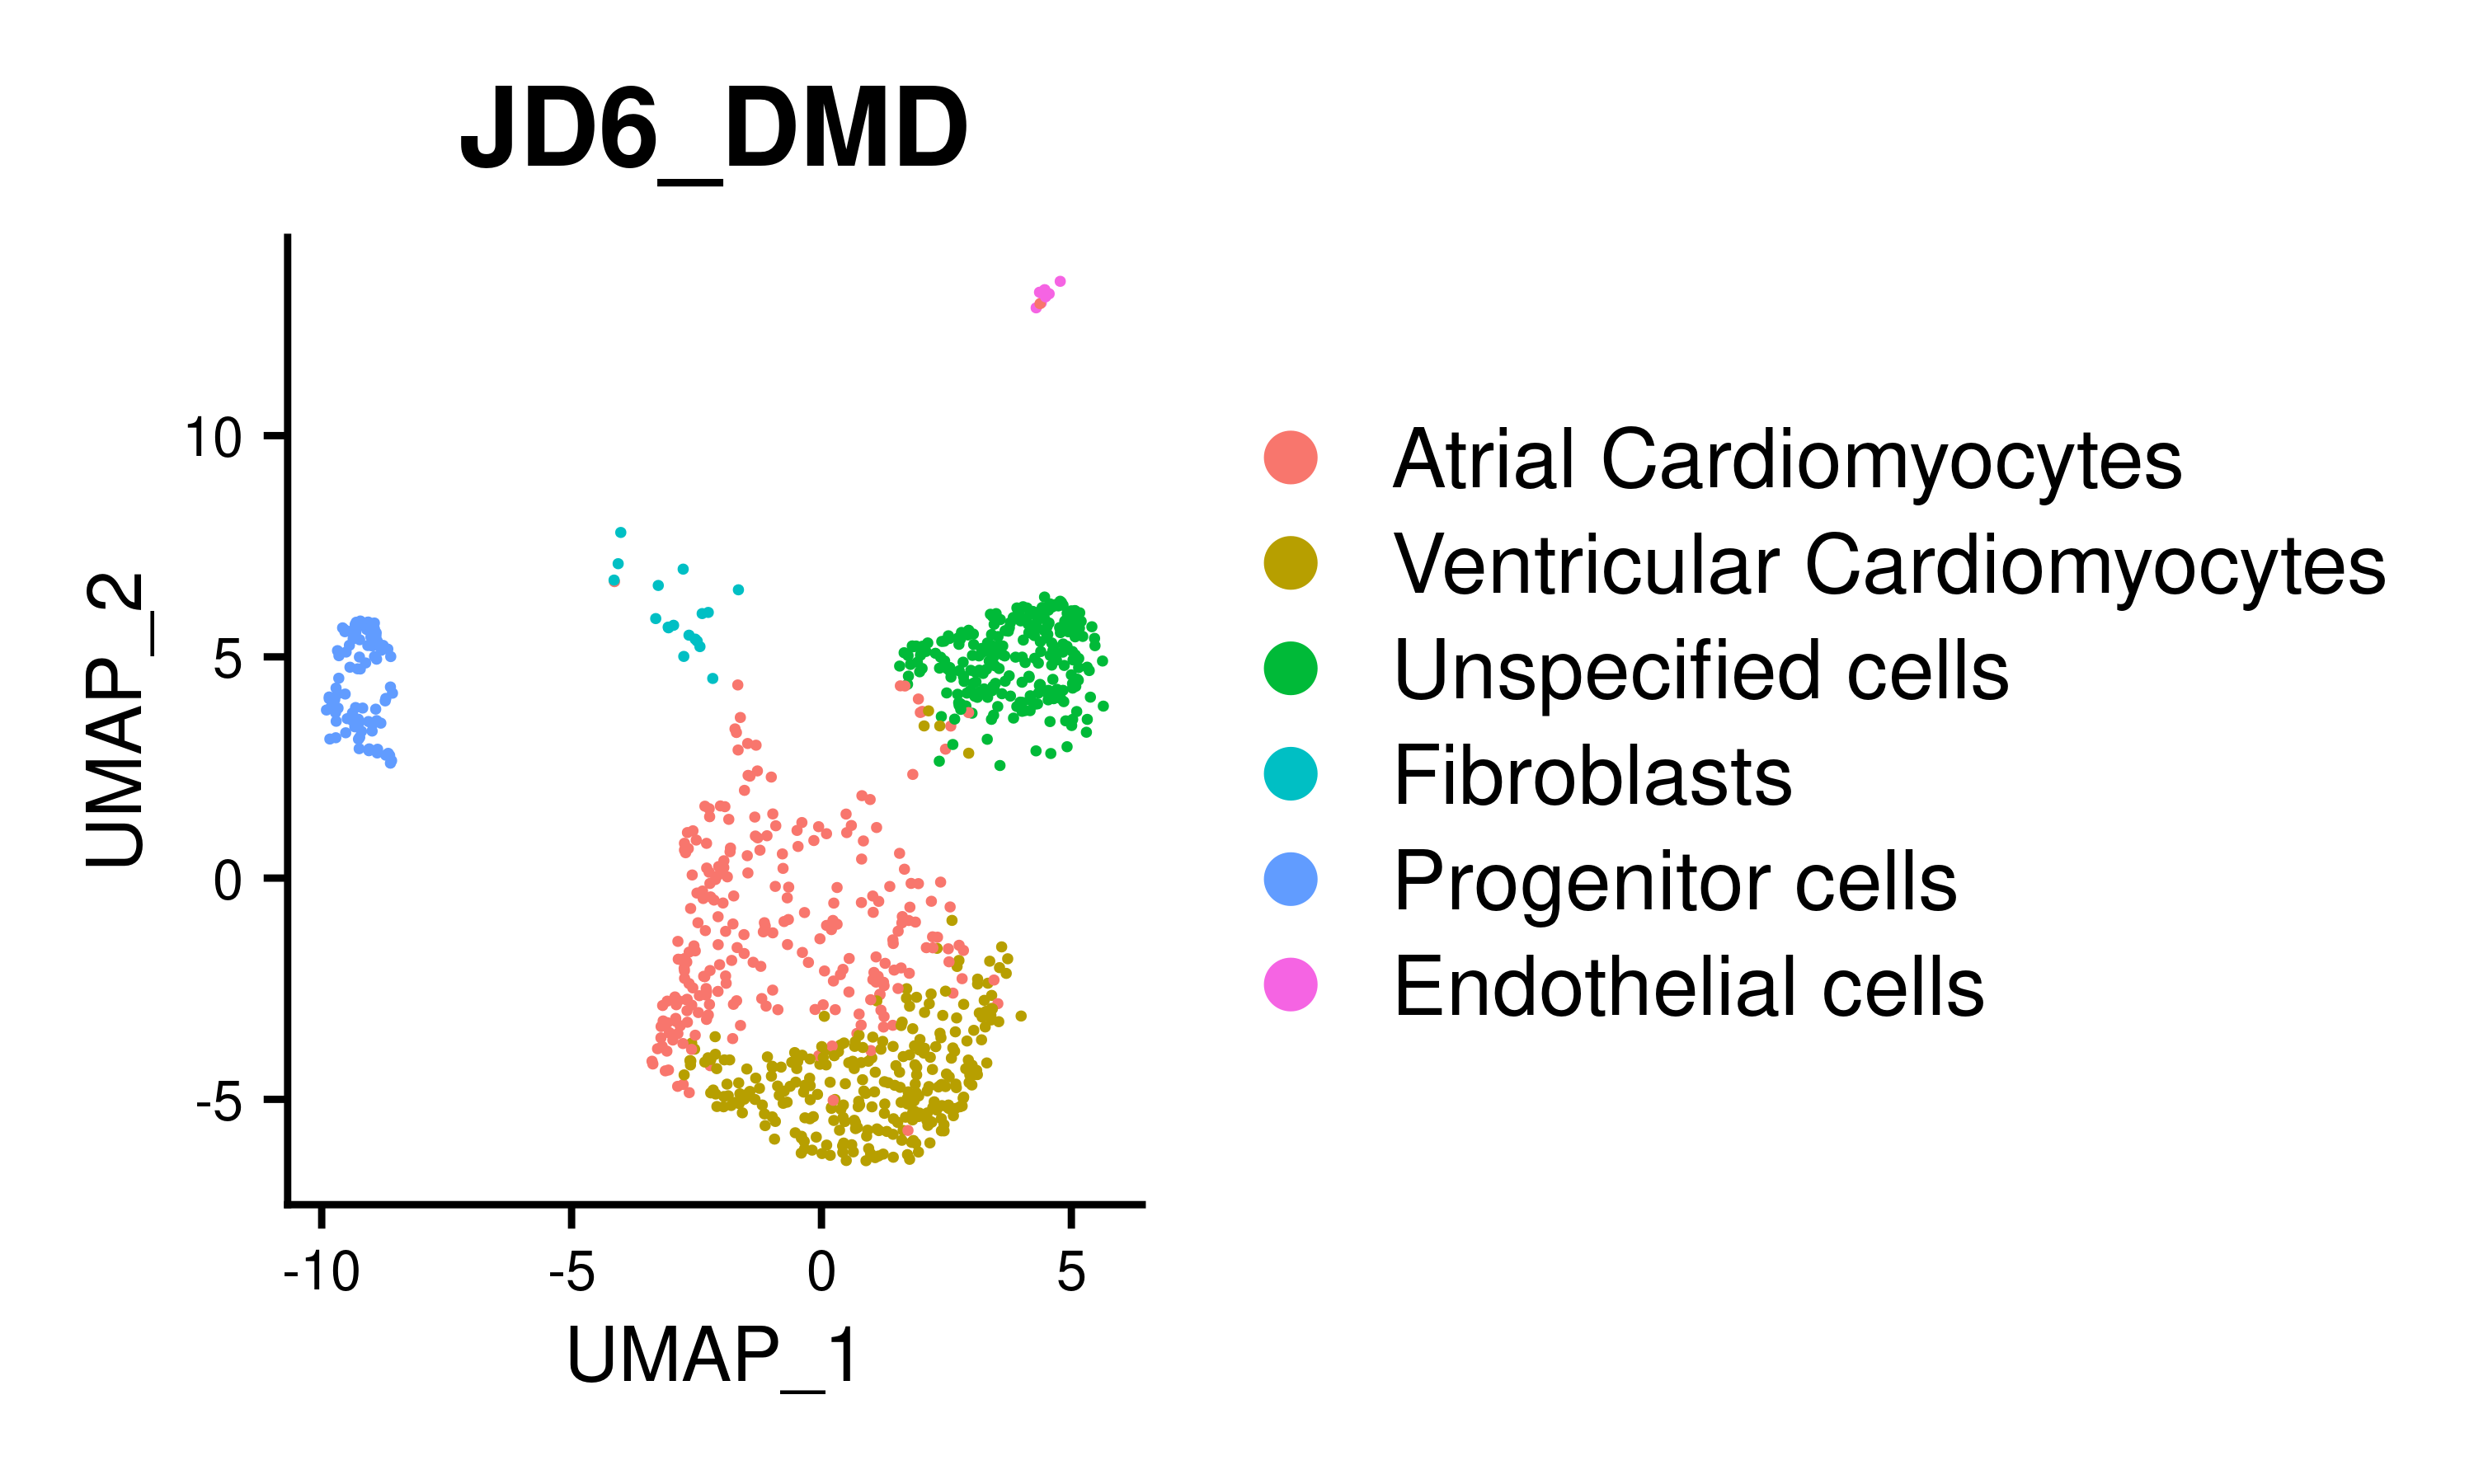 JD6_DMD
UMAP_2
10
5
0
-5
-10
-5
0
5
UMAP_1
Atrial Cardiomyocytes
Ventricular Cardiomyocytes
Unspecified cells
Fibroblasts
Progenitor cells
Endothelial cells